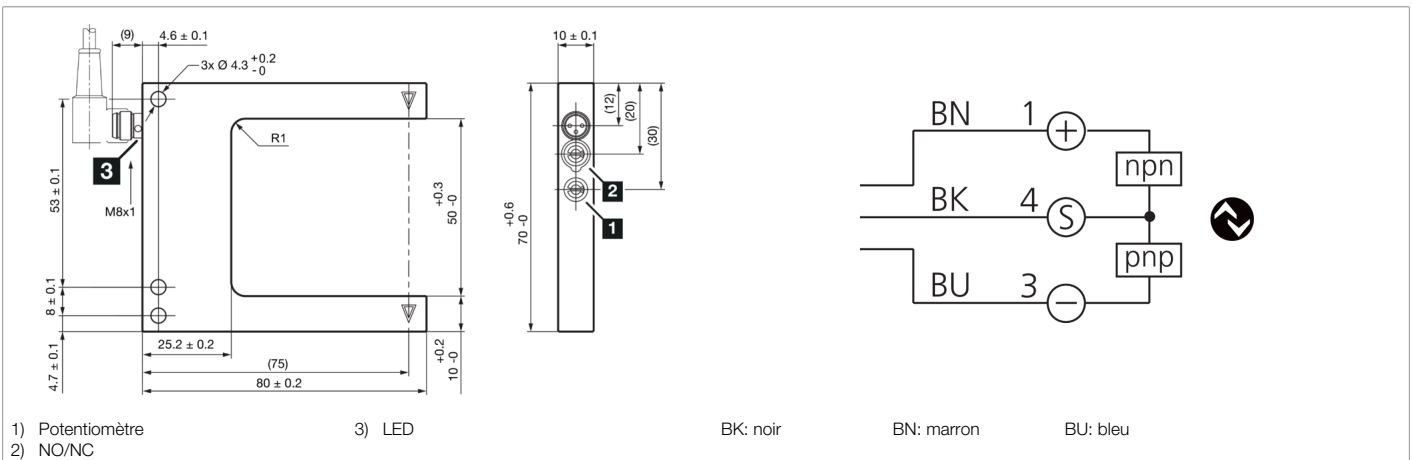 (9)
4.6 ± 0.1
3x Ø 4.3 +0.2 - 0
R1
3
M8x1
53 ± 0.1
8 ± 0.1
4.7 ± 0.1
25.2 ± 0.2
(75)
80 ± 0.2
50 -0 +0.3
10 -0 +0.2
10 ± 0.1
(12)
(20)
(30)
2
1
70 -0 +0.6
BN 1 +
npn
BK 4 S
pnp
BU 3 −
1) Potentiomètre 3) LED BK: noir BN: marron BU: bleu
2) NO/NC